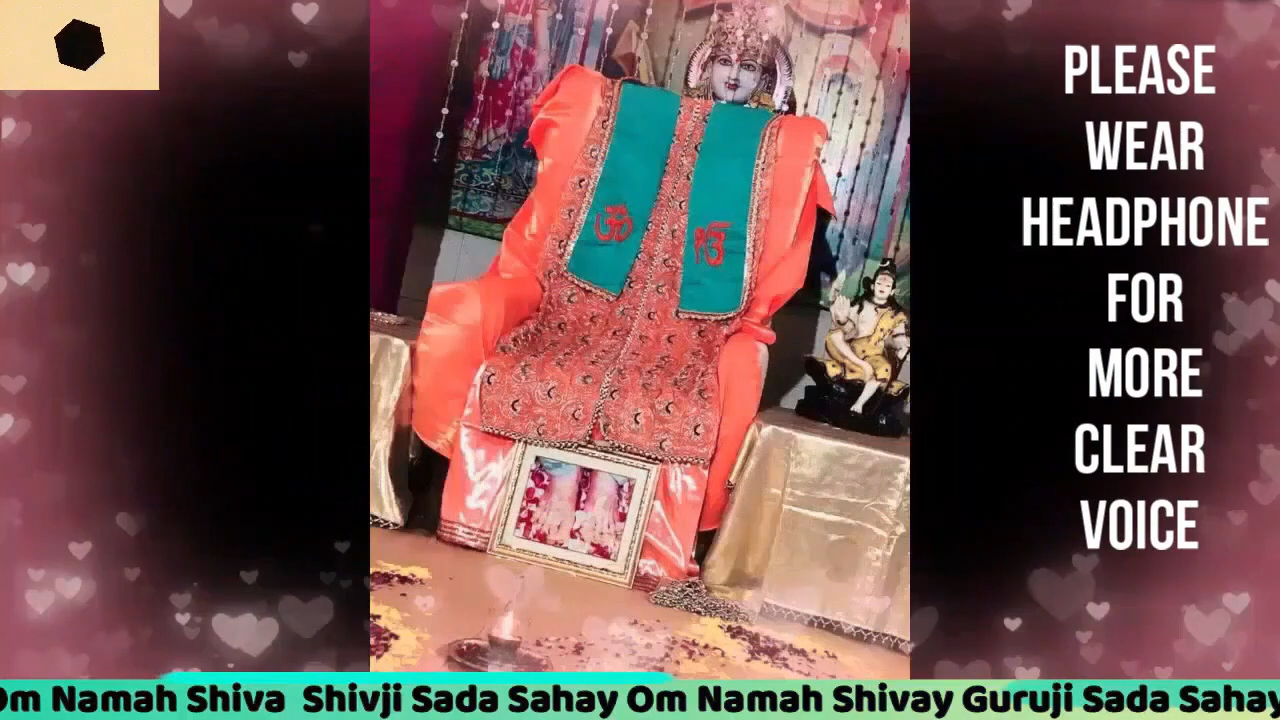 PLEASE
WEAR
HEADPHONE
FOR
MORE
CLEAR
VOICE
ॐ
ੴ
Om Namah Shiva  Shivji Sada Sahay Om Namah Shivay Guruji Sada Sahay